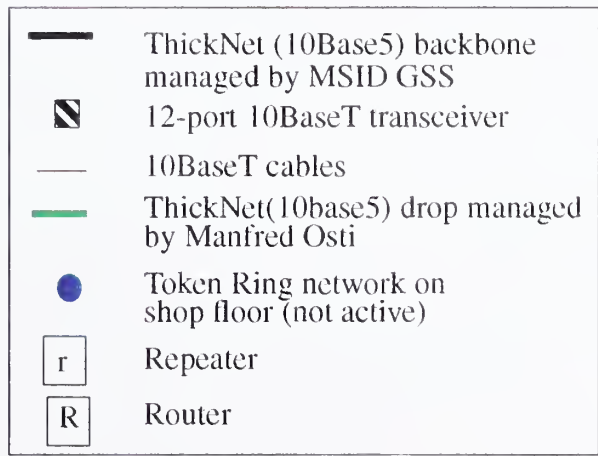 ThickNet (10Base5) backbone
managed by MSID GSS
12-port 10BaseT transceiver
10BaseT cables
ThickNet(10base5) drop managed
by Manfred Osti
Token Ring network on
shop floor (not active)
r Repeater
R Router